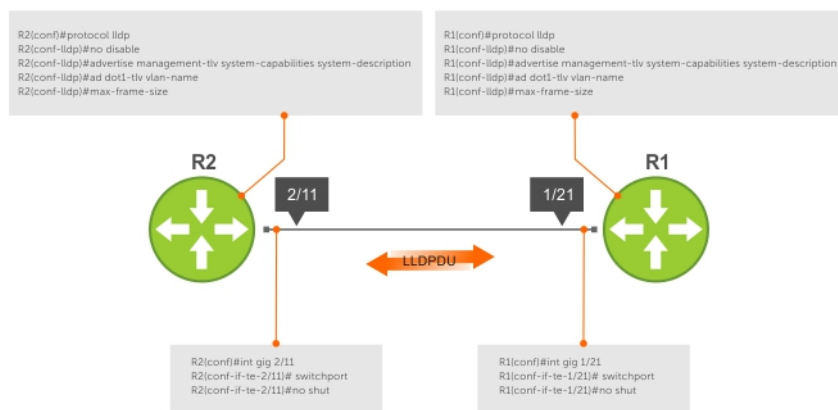 R2(conf)#protocol lldp
R2(conf-lldp)#no disable
R2(conf-lldp)#advertise management-tlv system-capabilities system-description
R2(conf-lldp)#ad dot1-tlv vlan-name
R2(conf-lldp)#max-frame-size
R1(conf)#protocol lldp
R1(conf-lldp)#no disable
R1(conf-lldp)#advertise management-tlv system-capabilities system-description
R1(conf-lldp)#ad dot1-tlv vlan-name
R1(conf-lldp)#max-frame-size
R2
R1
2/11
1/21
LLDPDU
R2(conf)#int gig 2/11
R2(conf-if-te-2/11)# switchport
R2(conf-if-te-2/11)#no shut
R1(conf)#int gig 1/21
R1(conf-if-te-1/21)# switchport
R1(conf-if-te-1/21)#no shut